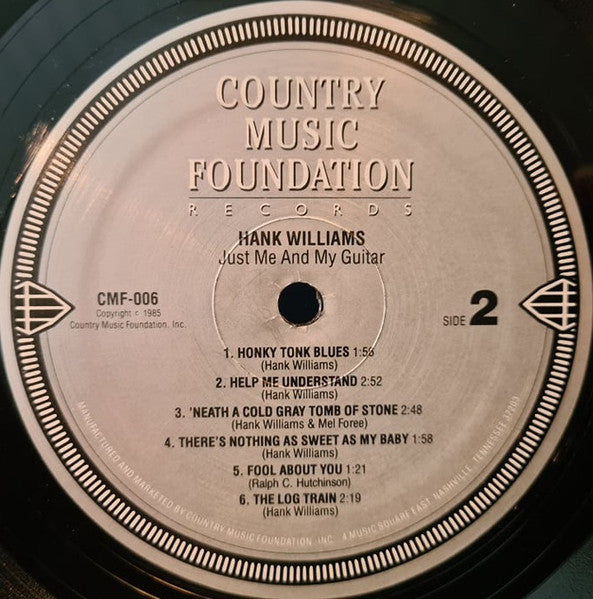 COUNTRY
MUSIC
FOUNDATION
RECORDS
HANK WILLIAMS
Just Me And My Guitar
CMF-006
Copyright © 1985
Country Music Foundation, Inc.
SIDE 2
1. HONKY TONK BLUES 1:55
(Hank Williams)
2. HELP ME UNDERSTAND 2:52
(Hank Williams)
3. 'NEATH A COLD GRAY TOMB OF STONE 2:48
(Hank Williams & Mel Foree)
4. THERE'S NOTHING AS SWEET AS MY BABY 1:58
(Hank Williams)
5. FOOL ABOUT YOU 1:21
(Ralph C. Hutchinson)
6. THE LOG TRAIN 2:19
(Hank Williams)
MANUFACTURED AND MARKETED BY COUNTRY MUSIC FOUNDATION, INC. 4 MUSIC SQUARE EAST, NASHVILLE, TENNESSEE 37203